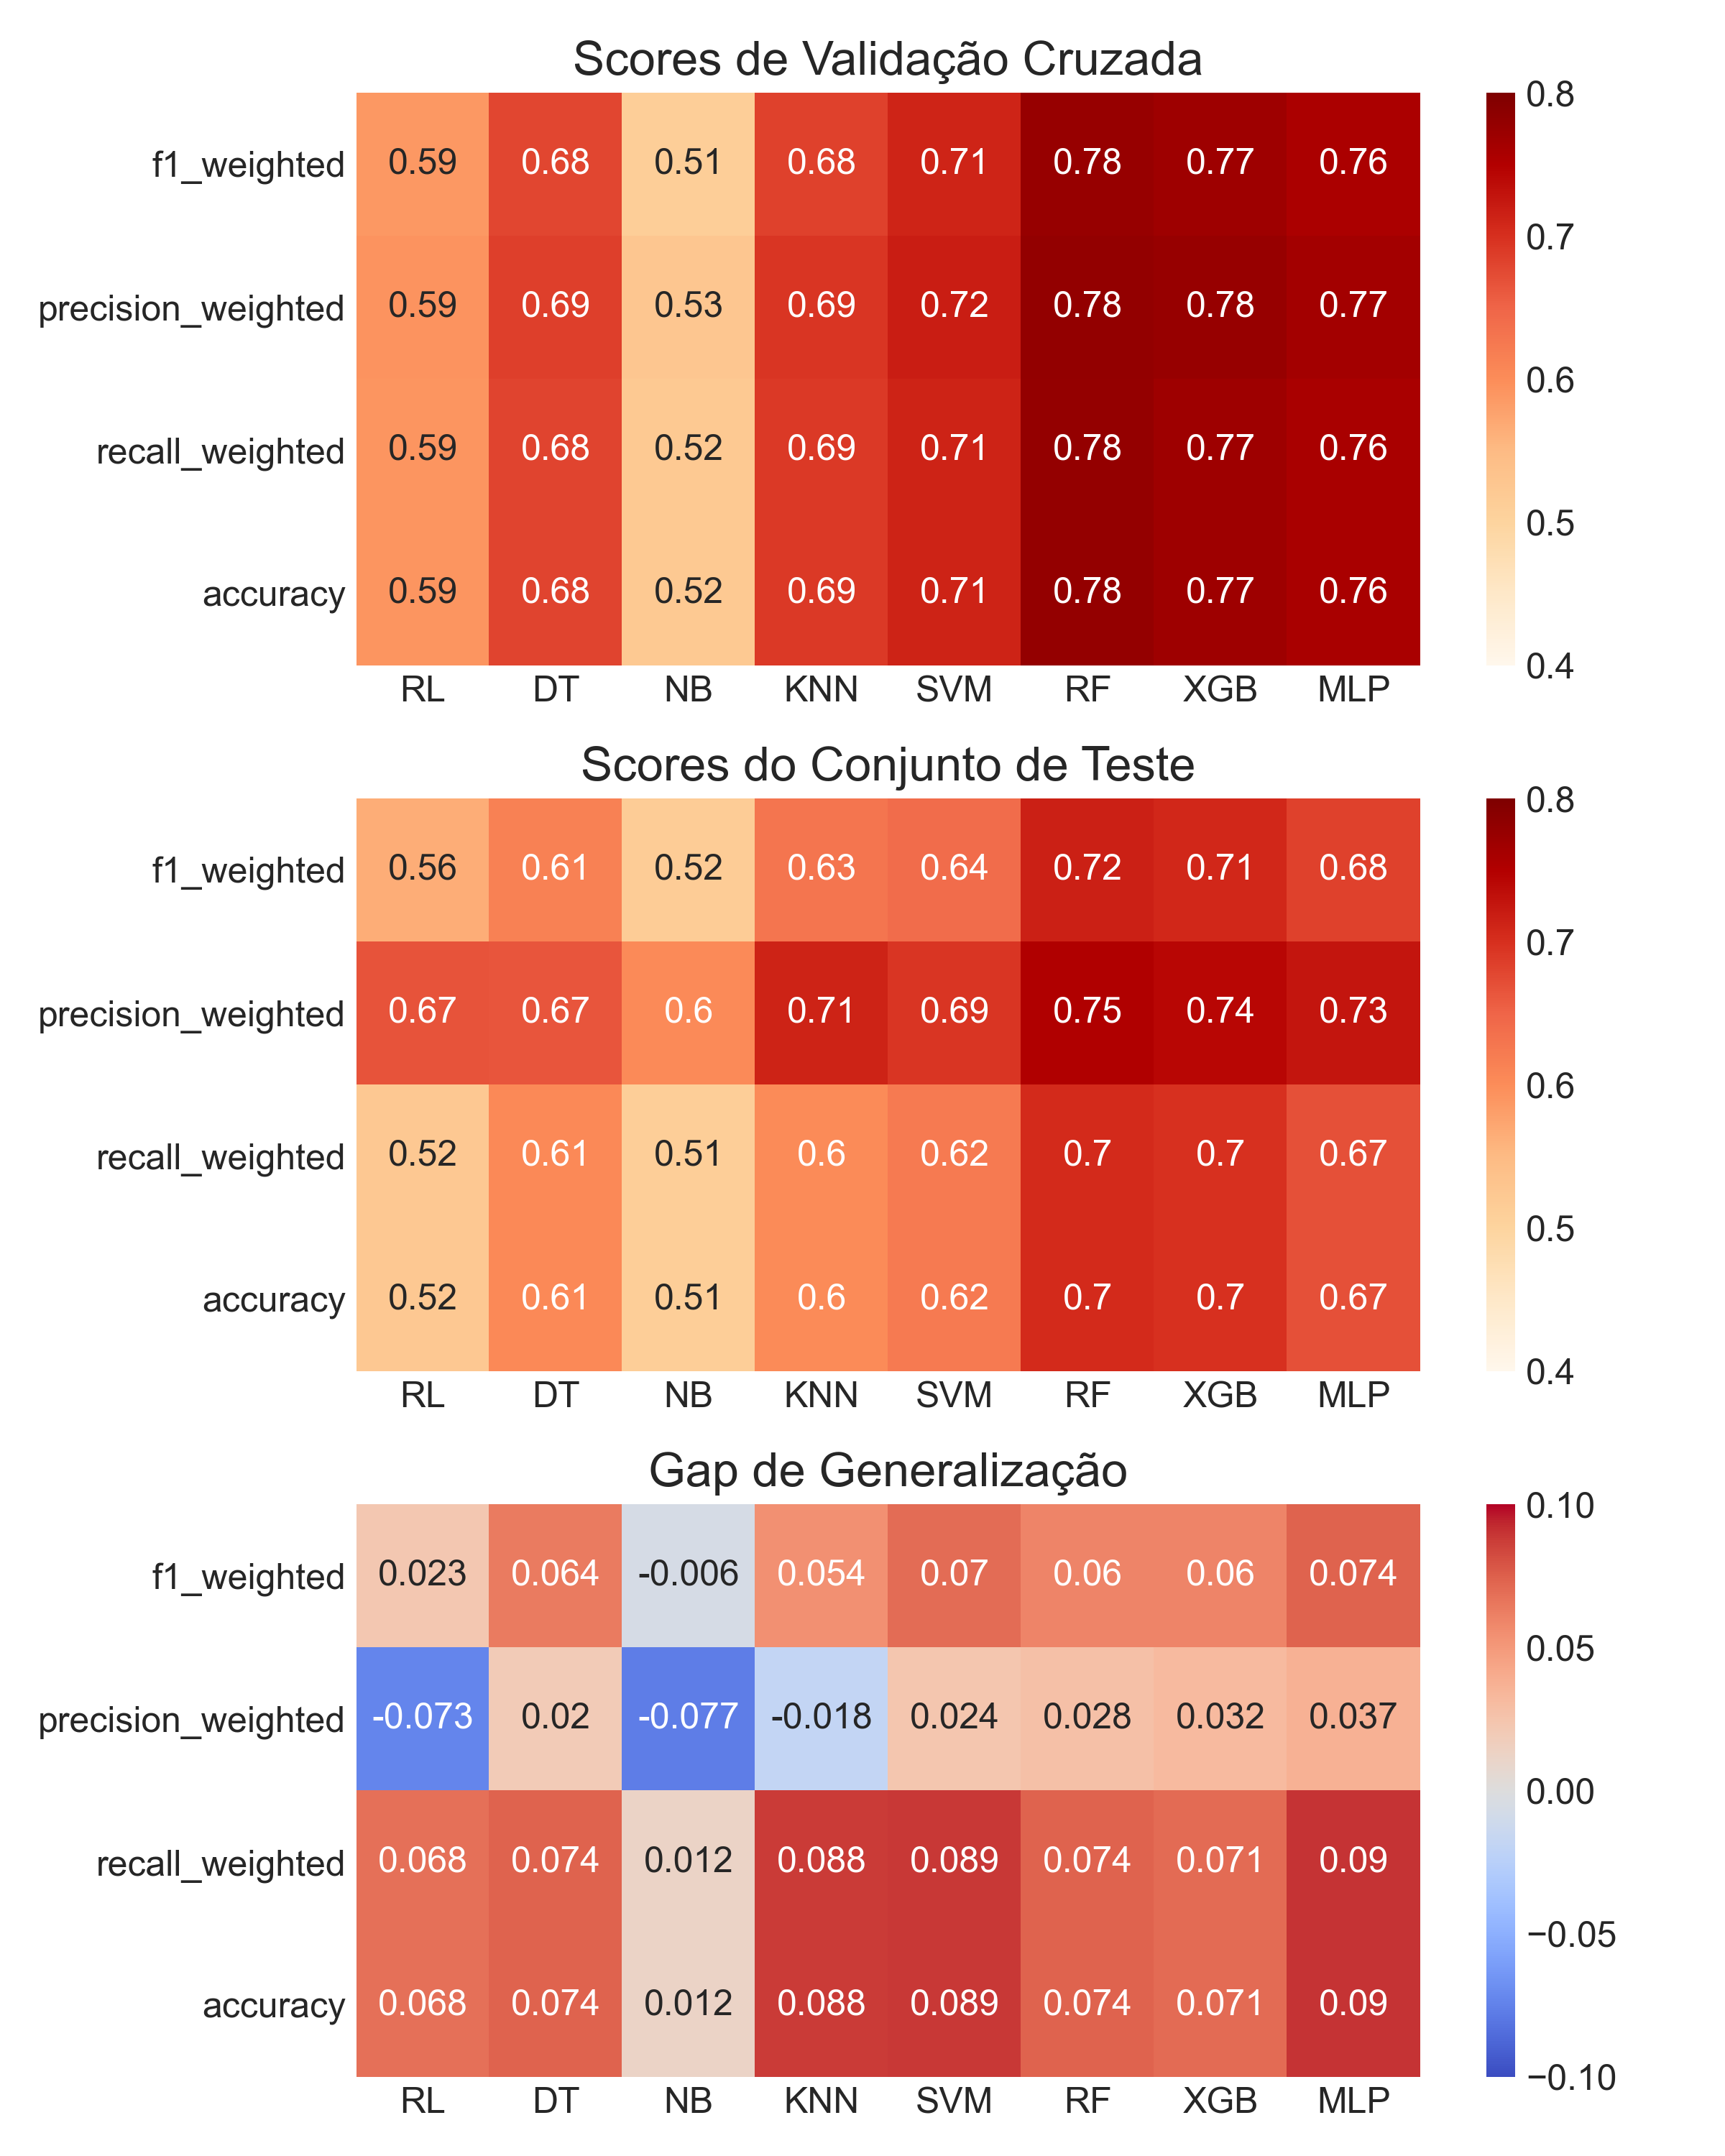 Scores de Validação Cruzada
f1_weighted 0.59 0.68 0.51 0.68 0.71 0.78 0.77 0.76
precision_weighted 0.59 0.69 0.53 0.69 0.72 0.78 0.78 0.77
recall_weighted 0.59 0.68 0.52 0.69 0.71 0.78 0.77 0.76
accuracy 0.59 0.68 0.52 0.69 0.71 0.78 0.77 0.76
RL DT NB KNN SVM RF XGB MLP
0.8
0.7
0.6
0.5
0.4
Scores do Conjunto de Teste
f1_weighted 0.56 0.61 0.52 0.63 0.64 0.72 0.71 0.68
precision_weighted 0.67 0.67 0.6 0.71 0.69 0.75 0.74 0.73
recall_weighted 0.52 0.61 0.51 0.6 0.62 0.7 0.7 0.67
accuracy 0.52 0.61 0.51 0.6 0.62 0.7 0.7 0.67
RL DT NB KNN SVM RF XGB MLP
0.8
0.7
0.6
0.5
0.4
Gap de Generalização
f1_weighted 0.023 0.064 -0.006 0.054 0.07 0.06 0.06 0.074
precision_weighted -0.073 0.02 -0.077 -0.018 0.024 0.028 0.032 0.037
recall_weighted 0.068 0.074 0.012 0.088 0.089 0.074 0.071 0.09
accuracy 0.068 0.074 0.012 0.088 0.089 0.074 0.071 0.09
RL DT NB KNN SVM RF XGB MLP
0.10
0.05
0.00
−0.05
−0.10